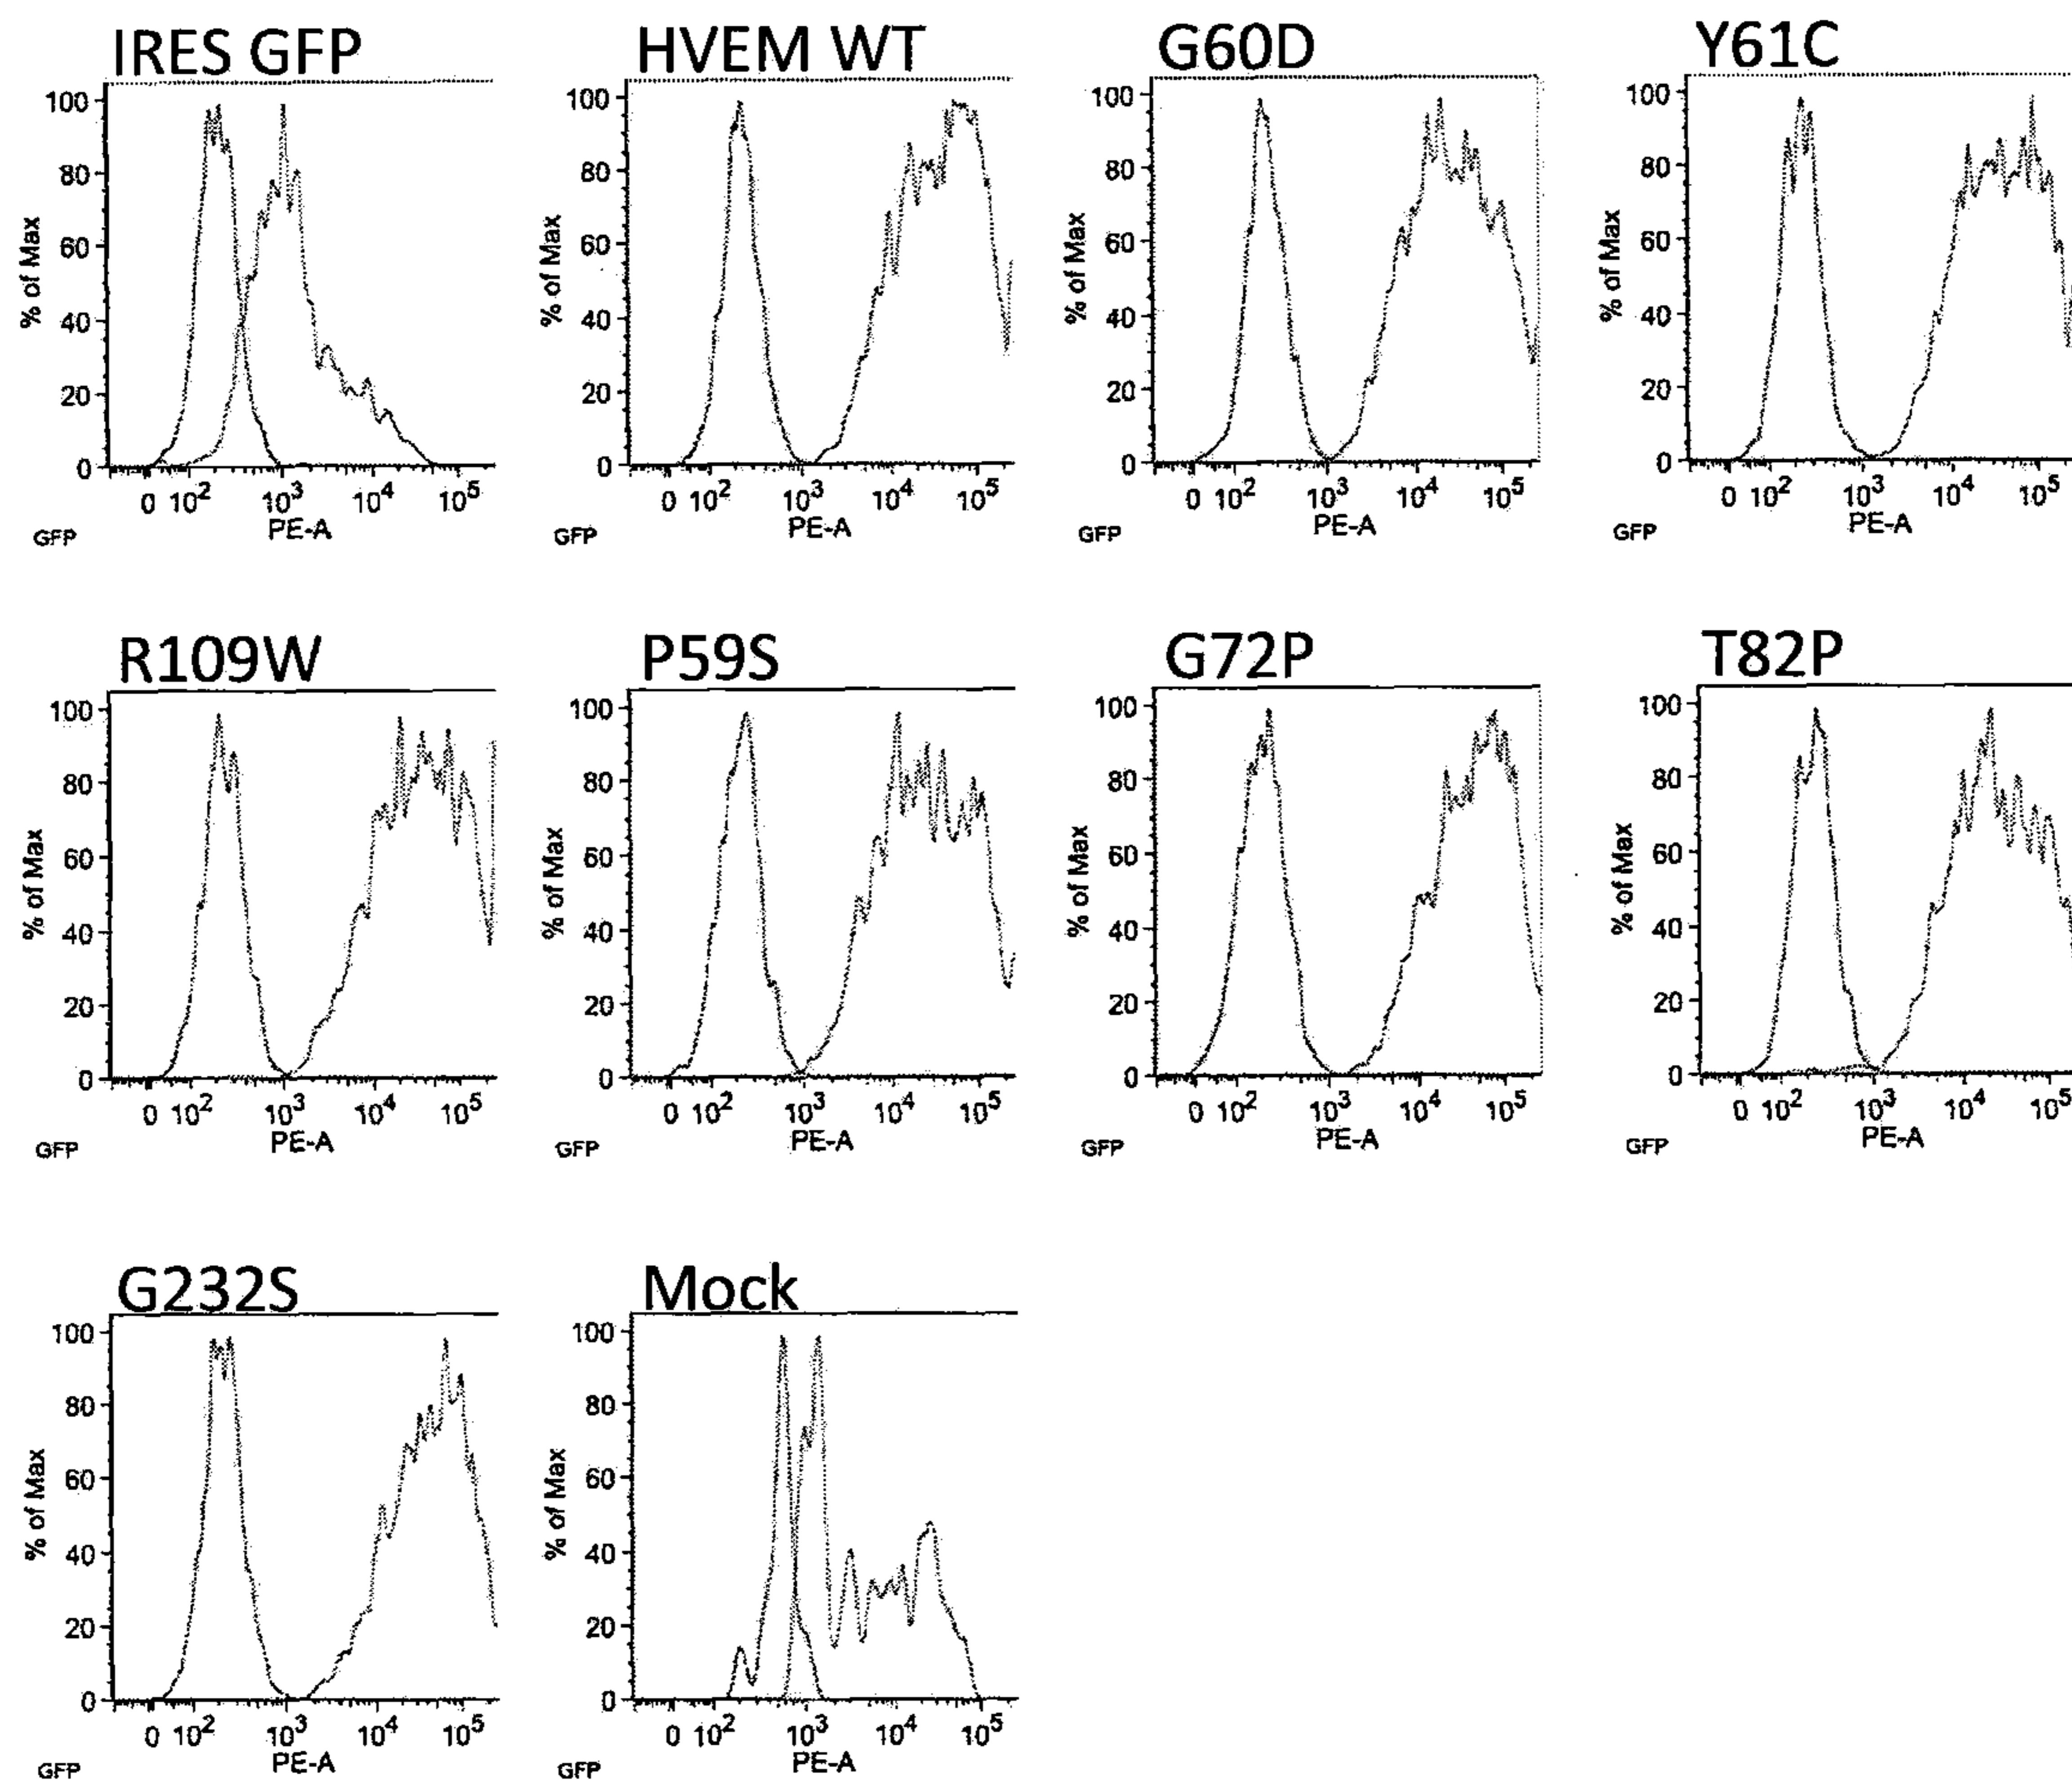 IRES GFP
100
80
60
40
20
0
% of Max
0 10² 10³ 10⁴ 10⁵
PE-A
GFP
HVEM WT
100
80
60
40
20
0
% of Max
0 10² 10³ 10⁴ 10⁵
PE-A
GFP
G60D
100
80
60
40
20
0
% of Max
0 10² 10³ 10⁴ 10⁵
PE-A
GFP
Y61C
100
80
60
40
20
0
% of Max
0 10² 10³ 10⁴ 10⁵
PE-A
GFP
R109W
100
80
60
40
20
0
% of Max
0 10² 10³ 10⁴ 10⁵
PE-A
GFP
P59S
100
80
60
40
20
0
% of Max
0 10² 10³ 10⁴ 10⁵
PE-A
GFP
G72P
100
80
60
40
20
0
% of Max
0 10² 10³ 10⁴ 10⁵
PE-A
GFP
T82P
100
80
60
40
20
0
% of Max
0 10² 10³ 10⁴ 10⁵
PE-A
GFP
G232S
100
80
60
40
20
0
% of Max
0 10² 10³ 10⁴ 10⁵
PE-A
GFP
Mock
100
80
60
40
20
0
% of Max
0 10² 10³ 10⁴ 10⁵
PE-A
GFP